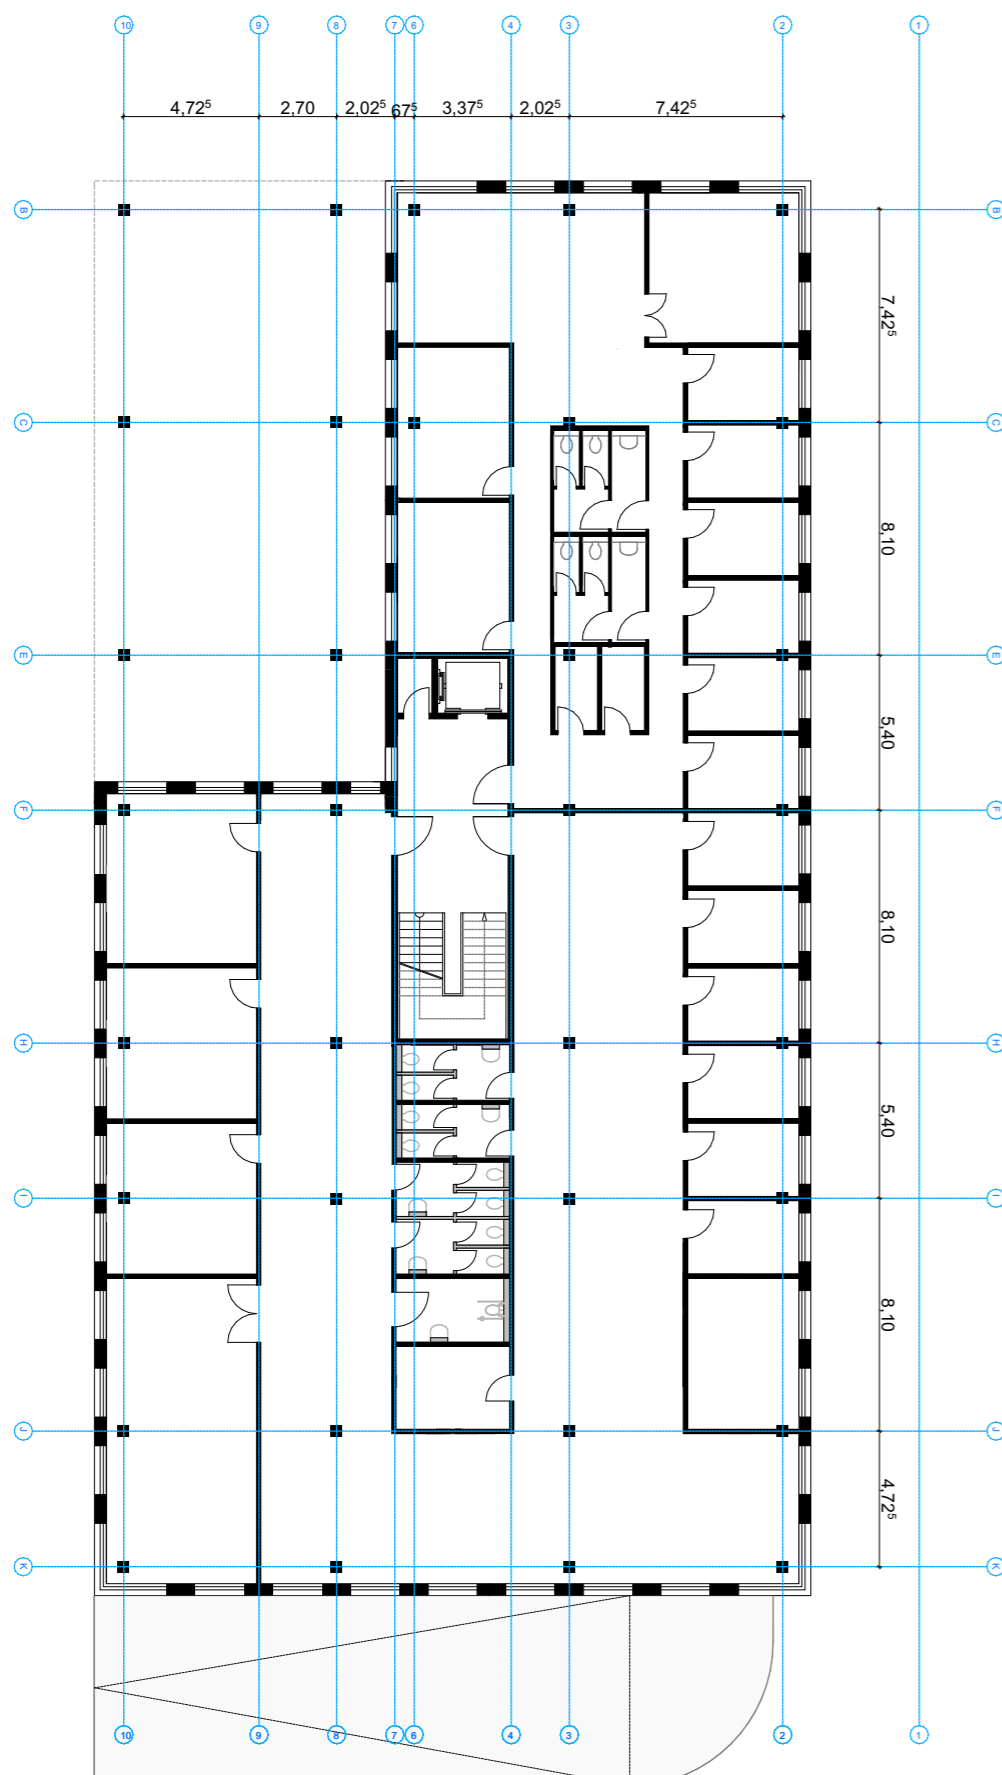 10 9 8 7 6 4 3 2 1
4,72⁵ 2,70 2,02⁵ 67⁵ 3,37⁵ 2,02⁵ 7,42⁵
B B
7,42⁵
C C
8,10
E E
5,40
F F
8,10
H H
5,40
I I
8,10
J J
4,72⁵
K K
10 9 8 7 6 4 3 2 1